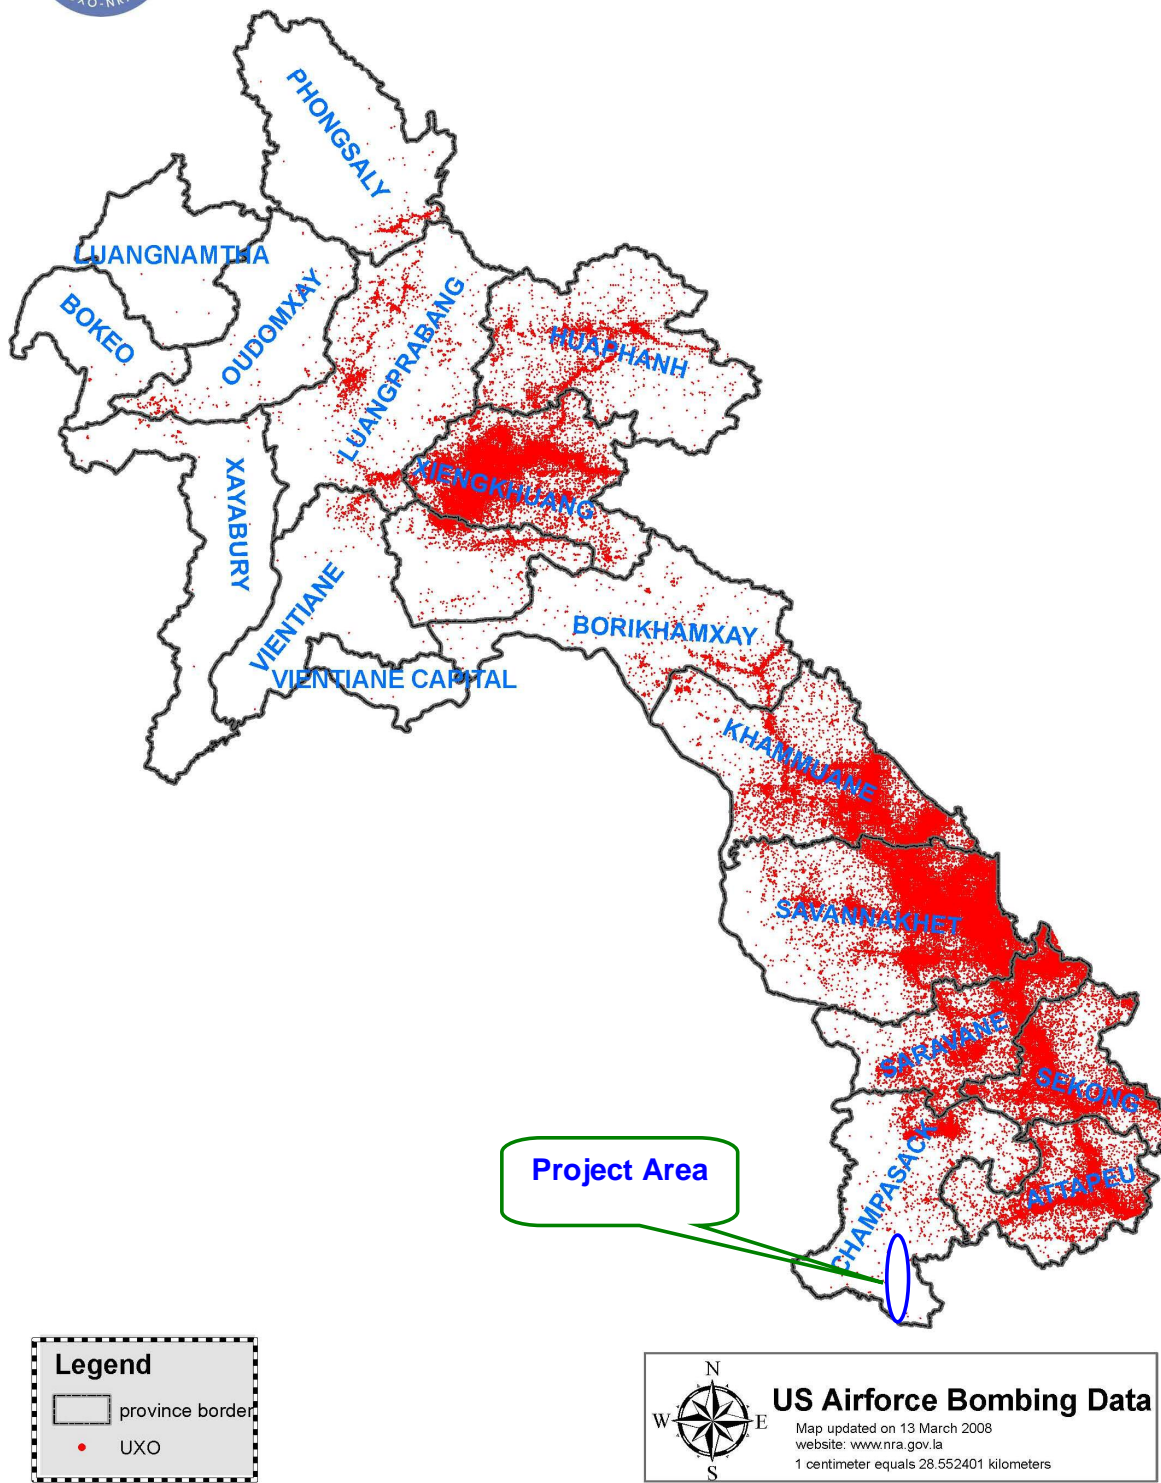 PHONGSALY
LUANGNAMTHA
BOKEO
OUDOMXAY
LUANGPRABANG
HUAPHANH
XIENGKHUANG
XAYABURY
VIENTIANE
VIENTIANE CAPITAL
BORIKHAMXAY
KHAMMUANE
SAVANNAKHET
SARAVANE
SEKONG
CHAMPASACK
ATTAPEU
Project Area
Legend
province border
UXO
N
W
E
S
US Airforce Bombing Data
Map updated on 13 March 2008
website: www.nra.gov.la
1 centimeter equals 28.552401 kilometers